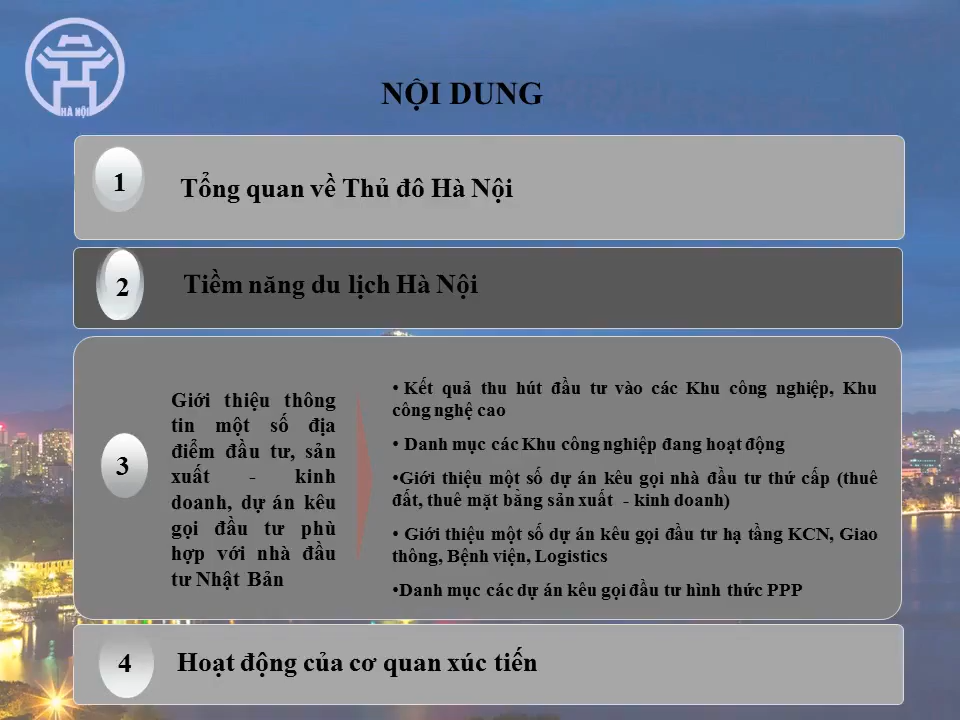 HÀ NỘI
NỘI DUNG
1
Tổng quan về Thủ đô Hà Nội
2
Tiềm năng du lịch Hà Nội
3
Giới thiệu thông
tin một số địa
điểm đầu tư, sản
xuất - kinh
doanh, dự án kêu
gọi đầu tư phù
hợp với nhà đầu
tư Nhật Bản
• Kết quả thu hút đầu tư vào các Khu công nghiệp, Khu
công nghệ cao
• Danh mục các Khu công nghiệp đang hoạt động
•Giới thiệu một số dự án kêu gọi nhà đầu tư thứ cấp (thuê
đất, thuê mặt bằng sản xuất - kinh doanh)
• Giới thiệu một số dự án kêu gọi đầu tư hạ tầng KCN, Giao
thông, Bệnh viện, Logistics
•Danh mục các dự án kêu gọi đầu tư hình thức PPP
4
Hoạt động của cơ quan xúc tiến